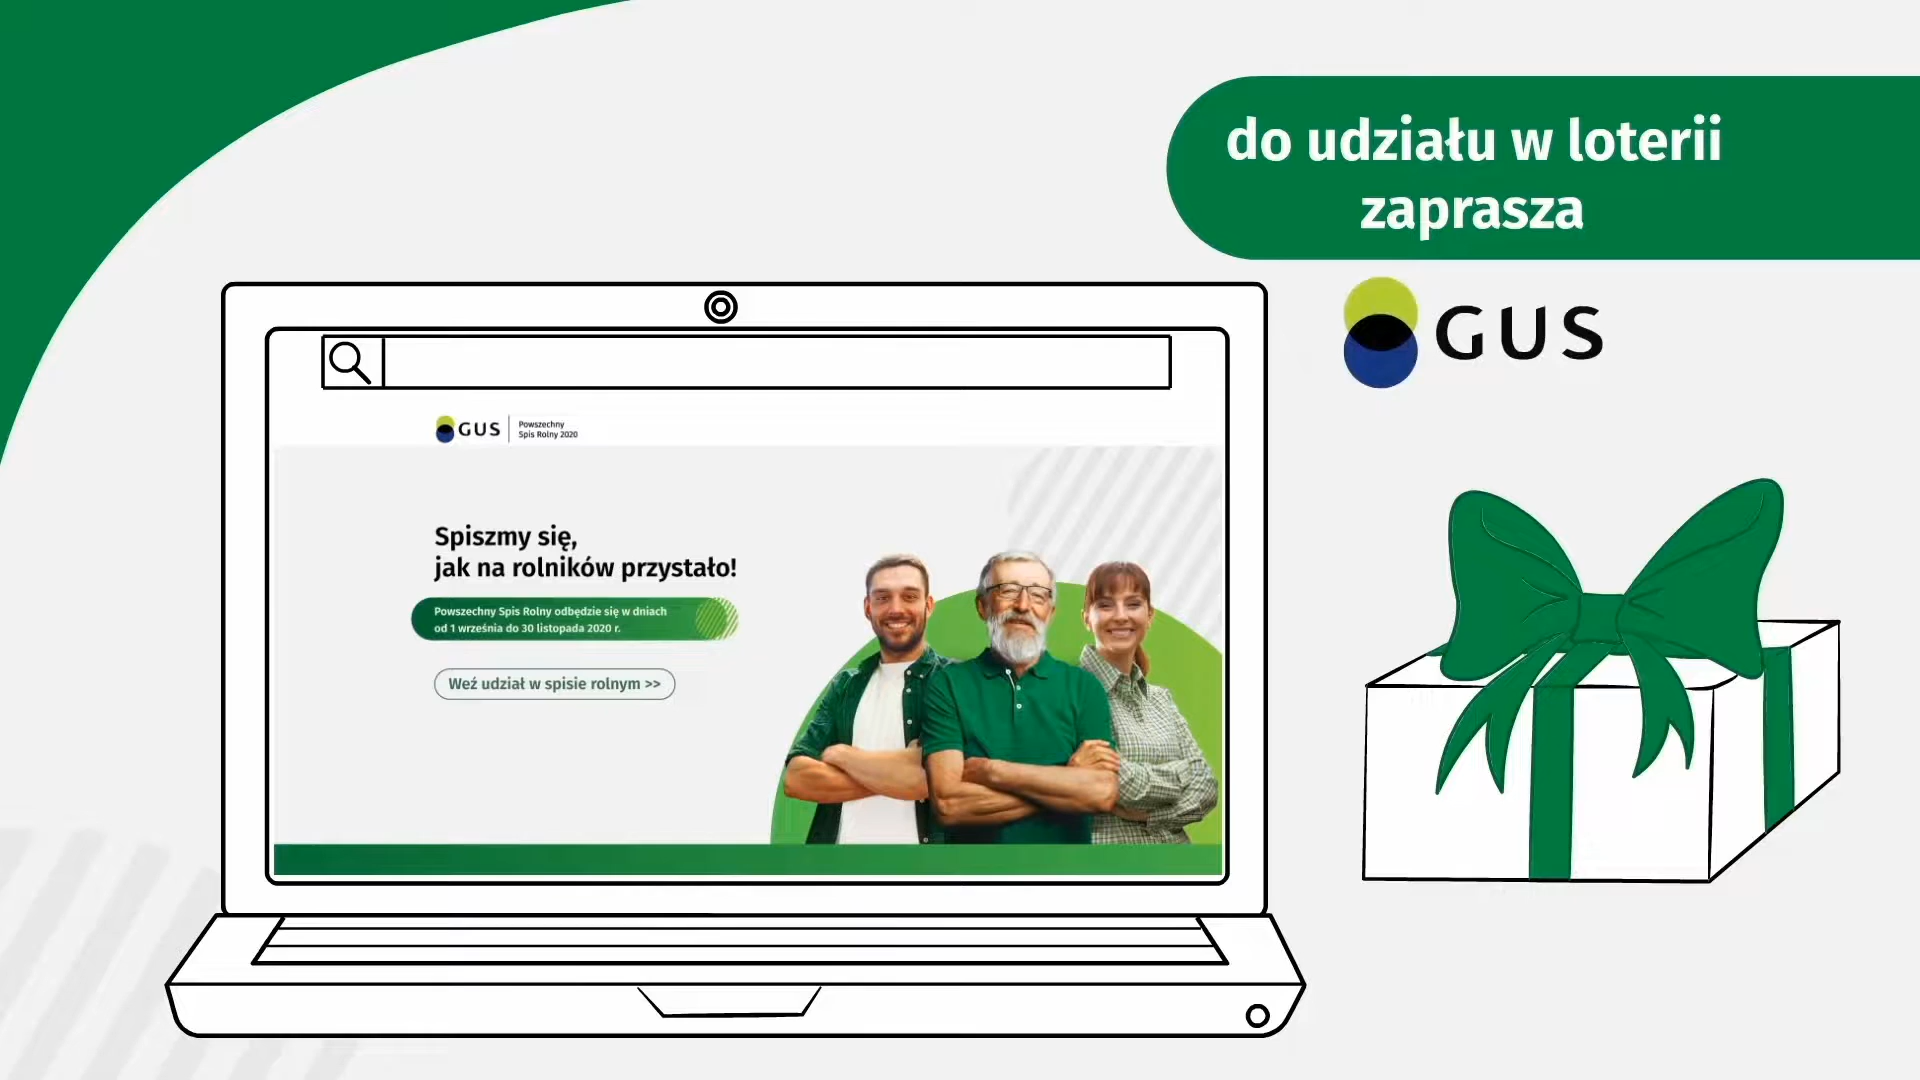 do udziału w loterii
zaprasza
GUS
GUS
Powszechny
Spis Rolny 2020
Spiszmy się,
jak na rolników przystało!
Powszechny Spis Rolny odbędzie się w dniach
od 1 września do 30 listopada 2020 r.
Weź udział w spisie rolnym >>